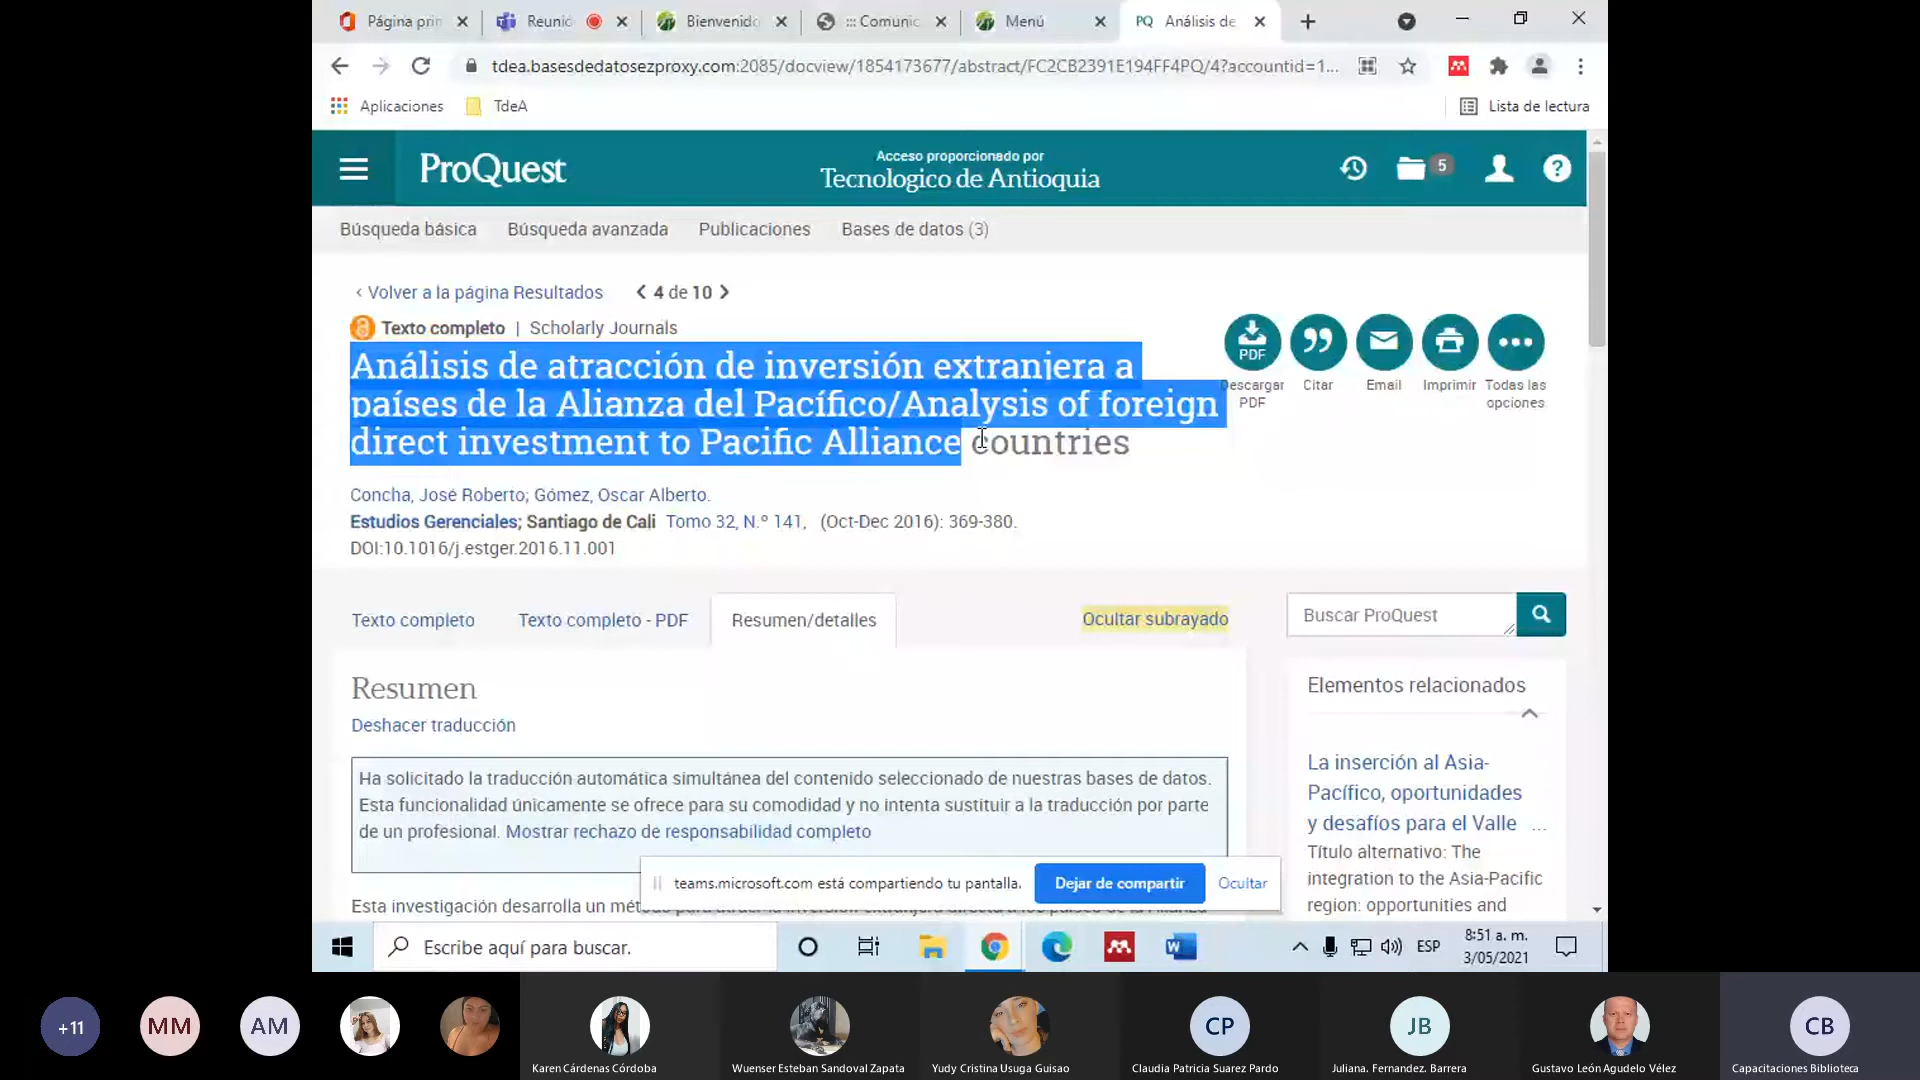 Página prin
Reunió
Bienvenido
::: Comunic
Menú
PQ Análisis de
tdea.basesdedatosezproxy.com:2085/docview/1854173677/abstract/FC2CB2391E194FF4PQ/4?accountid=1...
Aplicaciones
TdeA
Lista de lectura
ProQuest
Acceso proporcionado por
Tecnologico de Antioquia
5
Búsqueda básica
Búsqueda avanzada
Publicaciones
Bases de datos (3)
‹ Volver a la página Resultados
4 de 10
Texto completo | Scholarly Journals
Análisis de atracción de inversión extranjera a
países de la Alianza del Pacífico/Analysis of foreign
direct investment to Pacific Alliance countries
PDF
Descargar PDF
Citar
Email
Imprimir
Todas las opciones
Concha, José Roberto; Gómez, Oscar Alberto.
Estudios Gerenciales; Santiago de Cali Tomo 32, N.º 141, (Oct-Dec 2016): 369-380.
DOI:10.1016/j.estger.2016.11.001
Texto completo
Texto completo - PDF
Resumen/detalles
Ocultar subrayado
Buscar ProQuest
Resumen
Deshacer traducción
Ha solicitado la traducción automática simultánea del contenido seleccionado de nuestras bases de datos.
Esta funcionalidad únicamente se ofrece para su comodidad y no intenta sustituir a la traducción por parte
de un profesional. Mostrar rechazo de responsabilidad completo
Elementos relacionados
La inserción al Asia-
Pacífico, oportunidades
y desafíos para el Valle ...
Título alternativo: The
integration to the Asia-Pacific
region: opportunities and
teams.microsoft.com está compartiendo tu pantalla.
Dejar de compartir
Ocultar
Esta investigación desarrolla un
Escribe aquí para buscar.
ESP
8:51 a. m.
3/05/2021
+11
MM
AM
CP
JB
CB
Karen Cárdenas Córdoba
Wuenser Esteban Sandoval Zapata
Yudy Cristina Usuga Guisao
Claudia Patricia Suarez Pardo
Juliana. Fernandez. Barrera
Gustavo León Agudelo Vélez
Capacitaciones Biblioteca